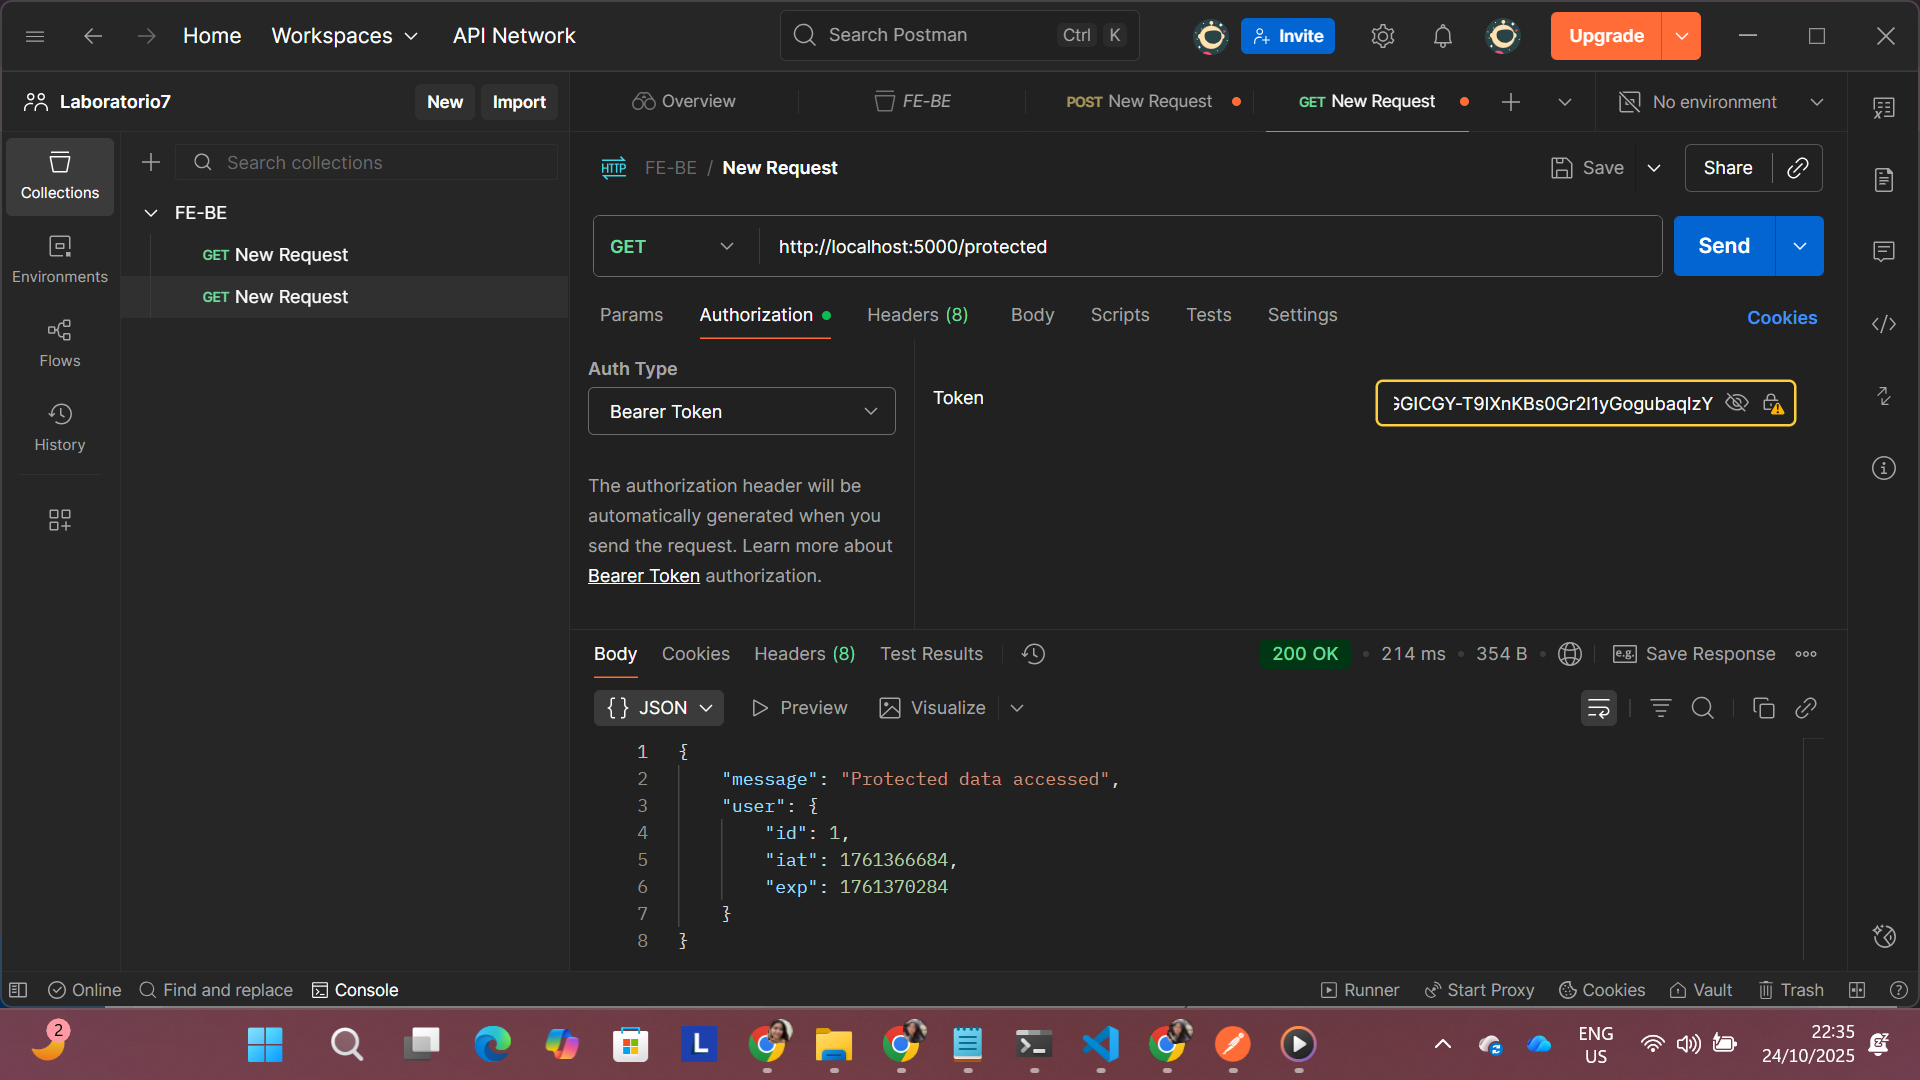 Home
Workspaces
API Network
Search Postman
Ctrl
K
Invite
Upgrade
Laboratorio7
New
Import
Overview
FE-BE
POST New Request
GET New Request
No environment
Collections
Environments
Flows
History
Search collections
FE-BE
GET New Request
GET New Request
HTTP
FE-BE / New Request
Save
Share
GET
http://localhost:5000/protected
Send
Params
Authorization
Headers (8)
Body
Scripts
Tests
Settings
Cookies
Auth Type
Bearer Token
The authorization header will be
automatically generated when you
send the request. Learn more about
Bearer Token authorization.
Token
Body
Cookies
Headers (8)
Test Results
200 OK
214 ms
354 B
e.g.
Save Response
{} JSON
Preview
Visualize
1 {
2 "message": "Protected data accessed",
3 "user": {
4 "id": 1,
5 "iat": 1761366684,
6 "exp": 1761370284
7 }
8 }
Online
Find and replace
Console
Runner
Start Proxy
Cookies
Vault
Trash
2
L
ENG
US
22:35
24/10/2025